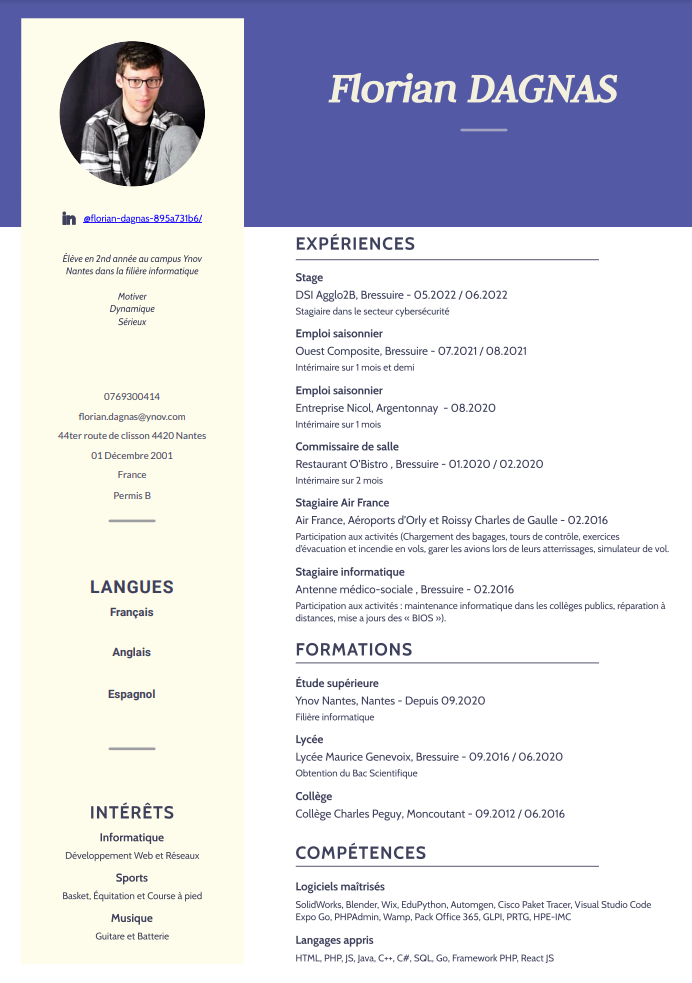 Florian DAGNAS
in @florian-dagnas-895a731b6/
Élève en 2nd année au campus Ynov
Nantes dans la filière informatique
Motiver
Dynamique
Sérieux
0769300414
florian.dagnas@ynov.com
44ter route de clisson 4420 Nantes
01 Décembre 2001
France
Permis B
LANGUES
Français
Anglais
Espagnol
INTÉRÊTS
Informatique
Développement Web et Réseaux
Sports
Basket, Équitation et Course à pied
Musique
Guitare et Batterie
EXPÉRIENCES
Stage
DSI Agglo2B, Bressuire - 05.2022 / 06.2022
Stagiaire dans le secteur cybersécurité
Emploi saisonnier
Ouest Composite, Bressuire - 07.2021 / 08.2021
Intérimaire sur 1 mois et demi
Emploi saisonnier
Entreprise Nicol, Argentonnay - 08.2020
Intérimaire sur 1 mois
Commissaire de salle
Restaurant O'Bistro , Bressuire - 01.2020 / 02.2020
Intérimaire sur 2 mois
Stagiaire Air France
Air France, Aéroports d'Orly et Roissy Charles de Gaulle - 02.2016
Participation aux activités (Chargement des bagages, tours de contrôle, exercices
d'évacuation et incendie en vols, garer les avions lors de leurs atterrissages, simulateur de vol.
Stagiaire informatique
Antenne médico-sociale , Bressuire - 02.2016
Participation aux activités : maintenance informatique dans les collèges publics, réparation à
distances, mise a jours des « BIOS »).
FORMATIONS
Étude supérieure
Ynov Nantes, Nantes - Depuis 09.2020
Filière informatique
Lycée
Lycée Maurice Genevoix, Bressuire - 09.2016 / 06.2020
Obtention du Bac Scientifique
Collège
Collège Charles Peguy, Moncoutant - 09.2012 / 06.2016
COMPÉTENCES
Logiciels maîtrisés
SolidWorks, Blender, Wix, EduPython, Automgen, Cisco Paket Tracer, Visual Studio Code
Expo Go, PHPAdmin, Wamp, Pack Office 365, GLPI, PRTG, HPE-IMC
Langages appris
HTML, PHP, JS, Java, C++, C#, SQL, Go, Framework PHP, React JS